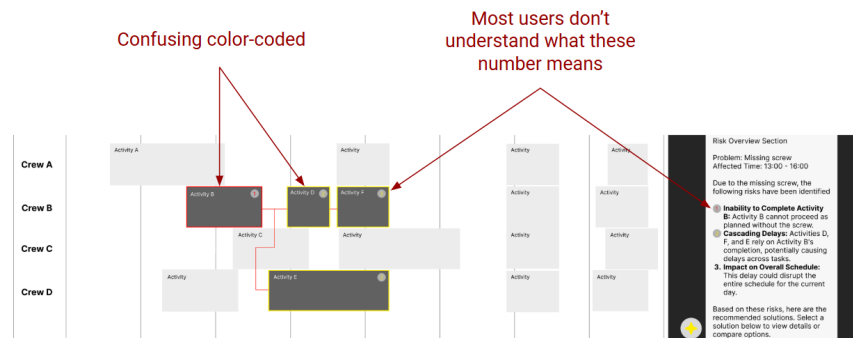 Confusing color-coded
Most users don't
understand what these
number means
Crew A
Activity A
Activity
Activity
Activity
Crew B
Activity B
Activity D
Activity F
Activity
Activity
Crew C
Activity C
Activity
Activity
Activity
Crew D
Activity
Activity E
Activity
Activity
Risk Overview Section
Problem: Missing screw
Affected Time: 13:00 - 16:00
Due to the missing screw, the
following risks have been identified
Inability to Complete Activity
B: Activity B cannot proceed as
planned without the screw.
Cascading Delays: Activities D,
F, and E rely on Activity B's
completion, potentially causing
delays across tasks.
3. Impact on Overall Schedule:
This delay could disrupt the
entire schedule for the current
day.
Based on these risks, here are the
recommended solutions. Select a
solution below to view details or
compare options.